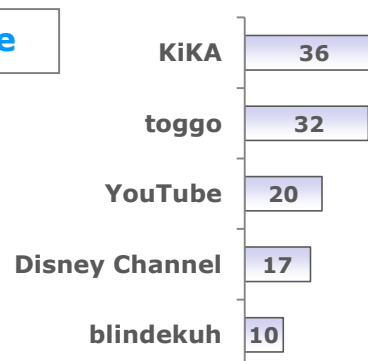 e
KiKA 36
toggo 32
YouTube 20
Disney Channel 17
blindekuh 10